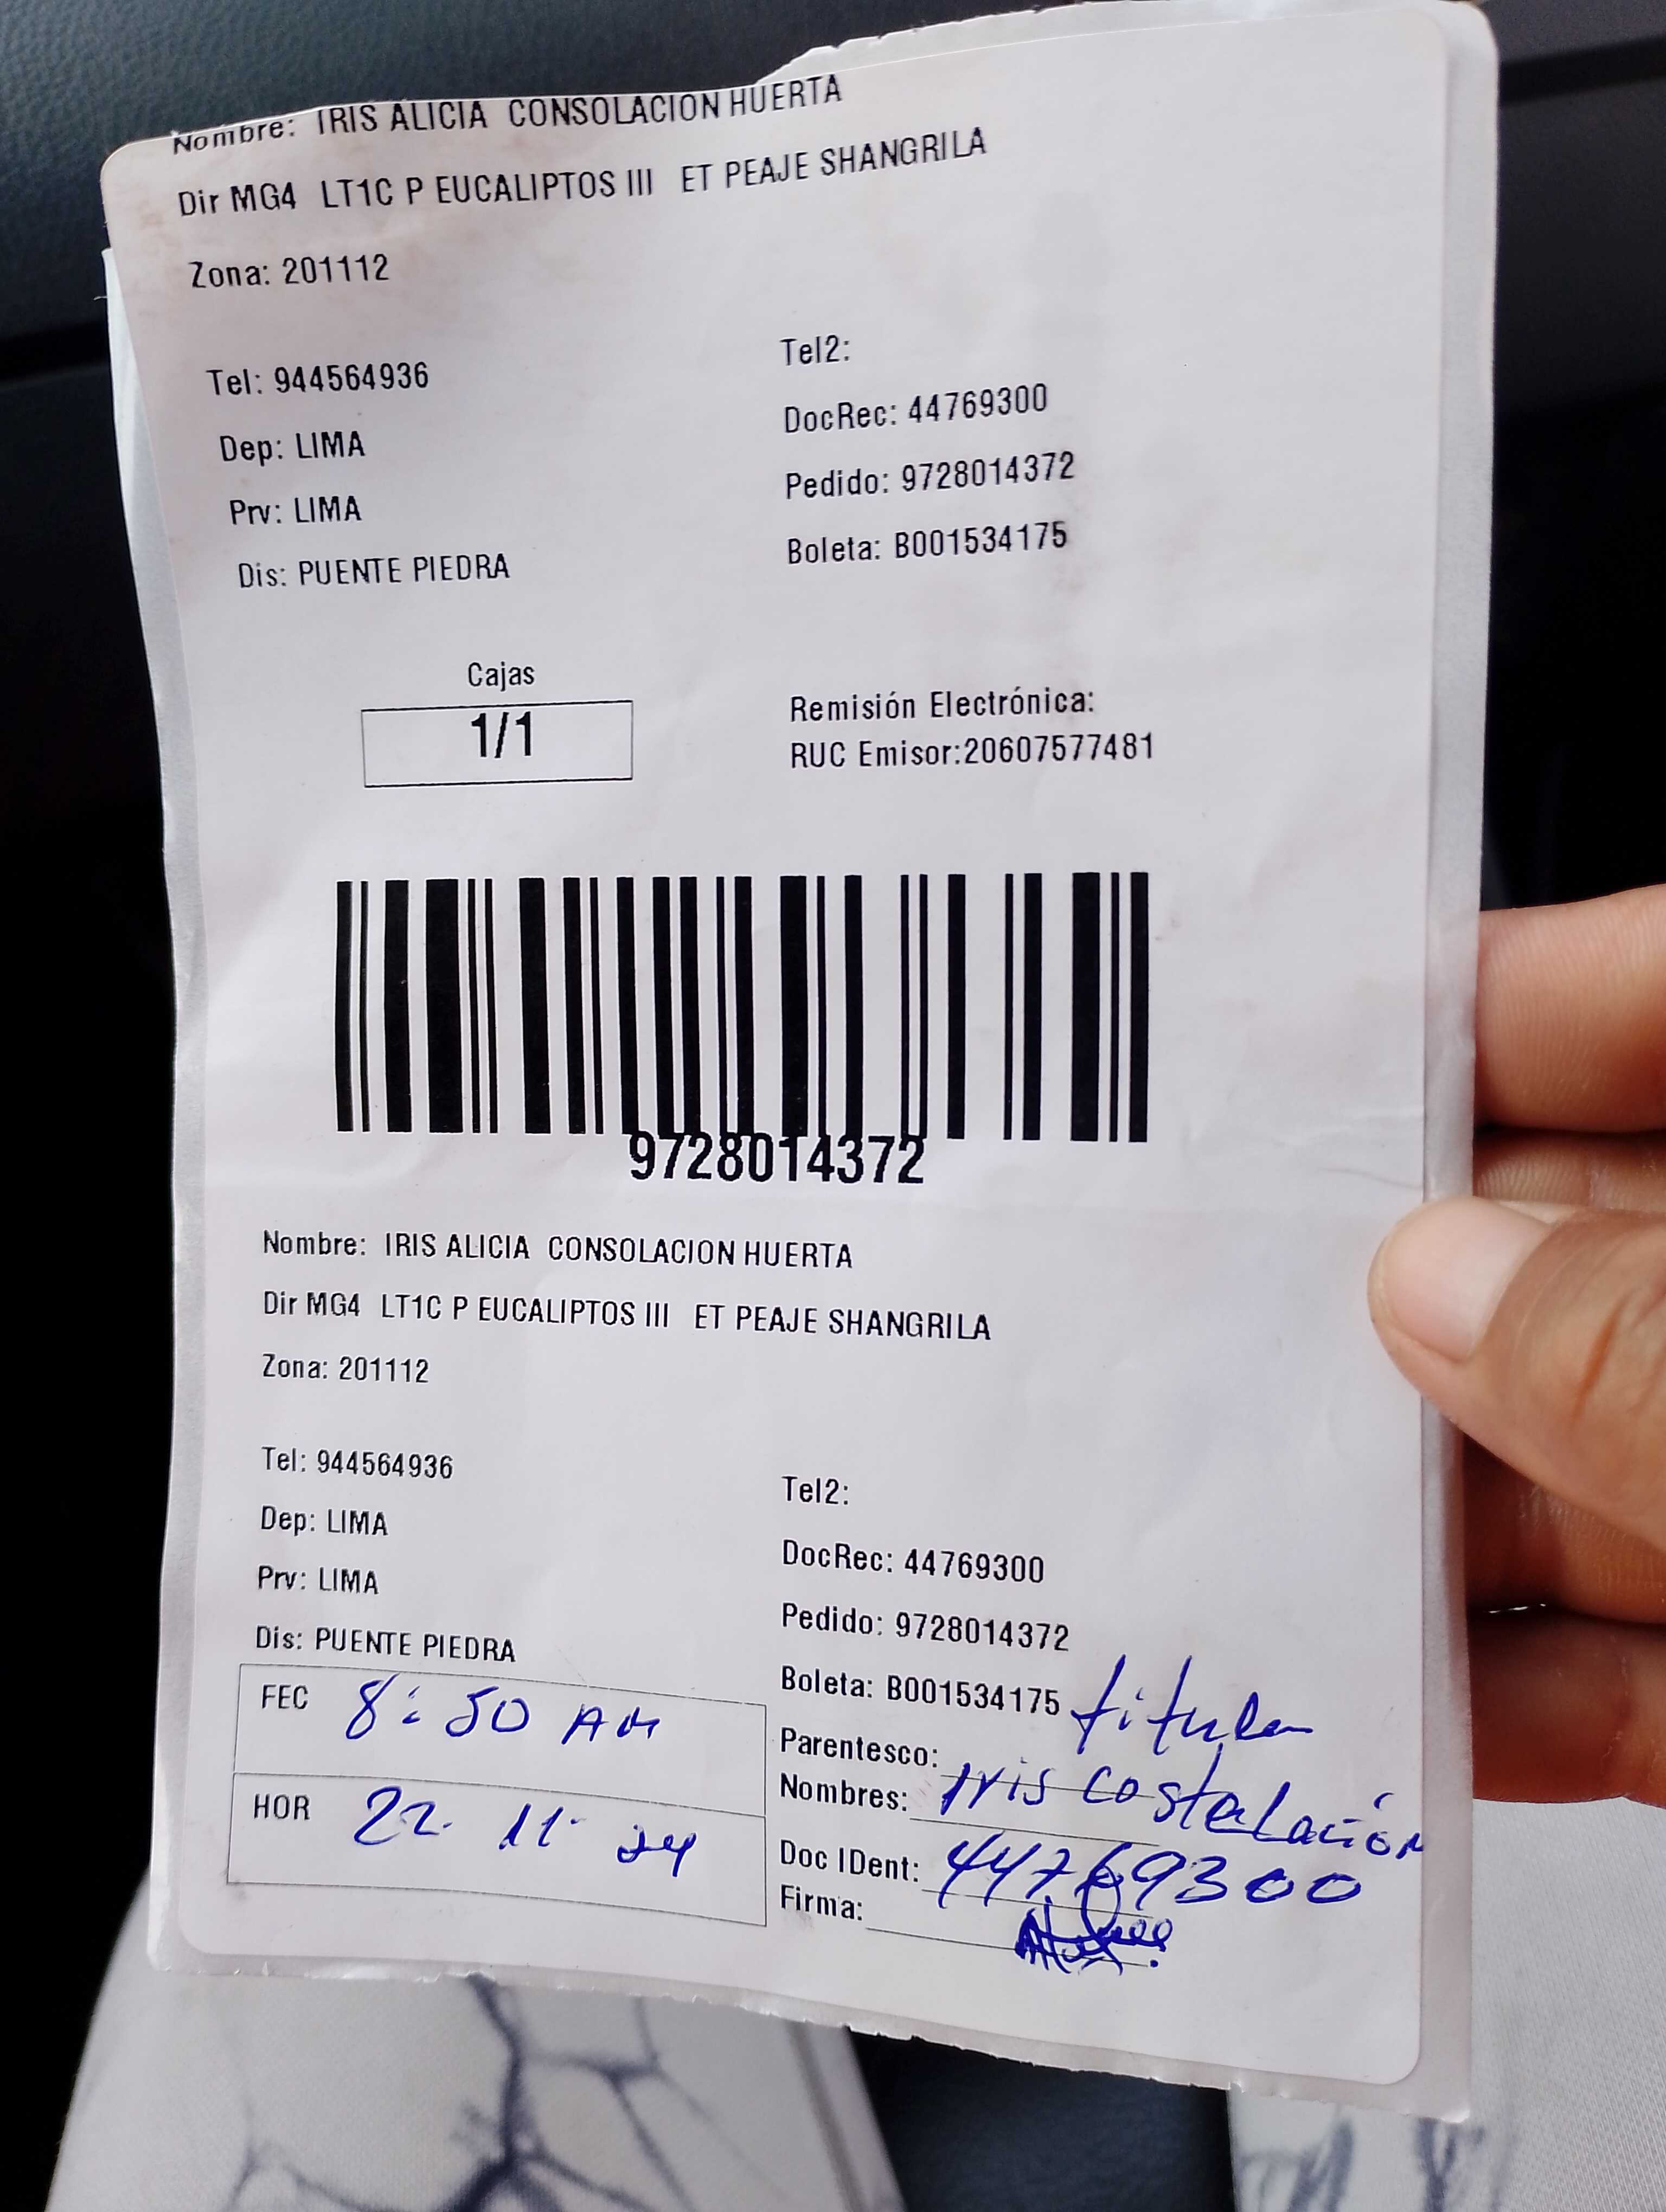 Nombre: IRIS ALICIA CONSOLACION HUERTA
Dir MG4 LT1C P EUCALIPTOS III ET PEAJE SHANGRILA
Zona: 201112
Tel: 944564936
Dep: LIMA
Prv: LIMA
Dis: PUENTE PIEDRA
Tel2:
DocRec: 44769300
Pedido: 9728014372
Boleta: B001534175
Cajas
1/1
Remisión Electrónica:
RUC Emisor:20607577481
9728014372
Nombre: IRIS ALICIA CONSOLACION HUERTA
Dir MG4 LT1C P EUCALIPTOS III ET PEAJE SHANGRILA
Zona: 201112
Tel: 944564936
Dep: LIMA
Prv: LIMA
Dis: PUENTE PIEDRA
FEC 8:50 AM
HOR 22. 11. 24
Tel2:
DocRec: 44769300
Pedido: 9728014372
Boleta: B001534175
Parentesco: titular
Nombres: Iris
Doc IDent: 44769300
Firma: